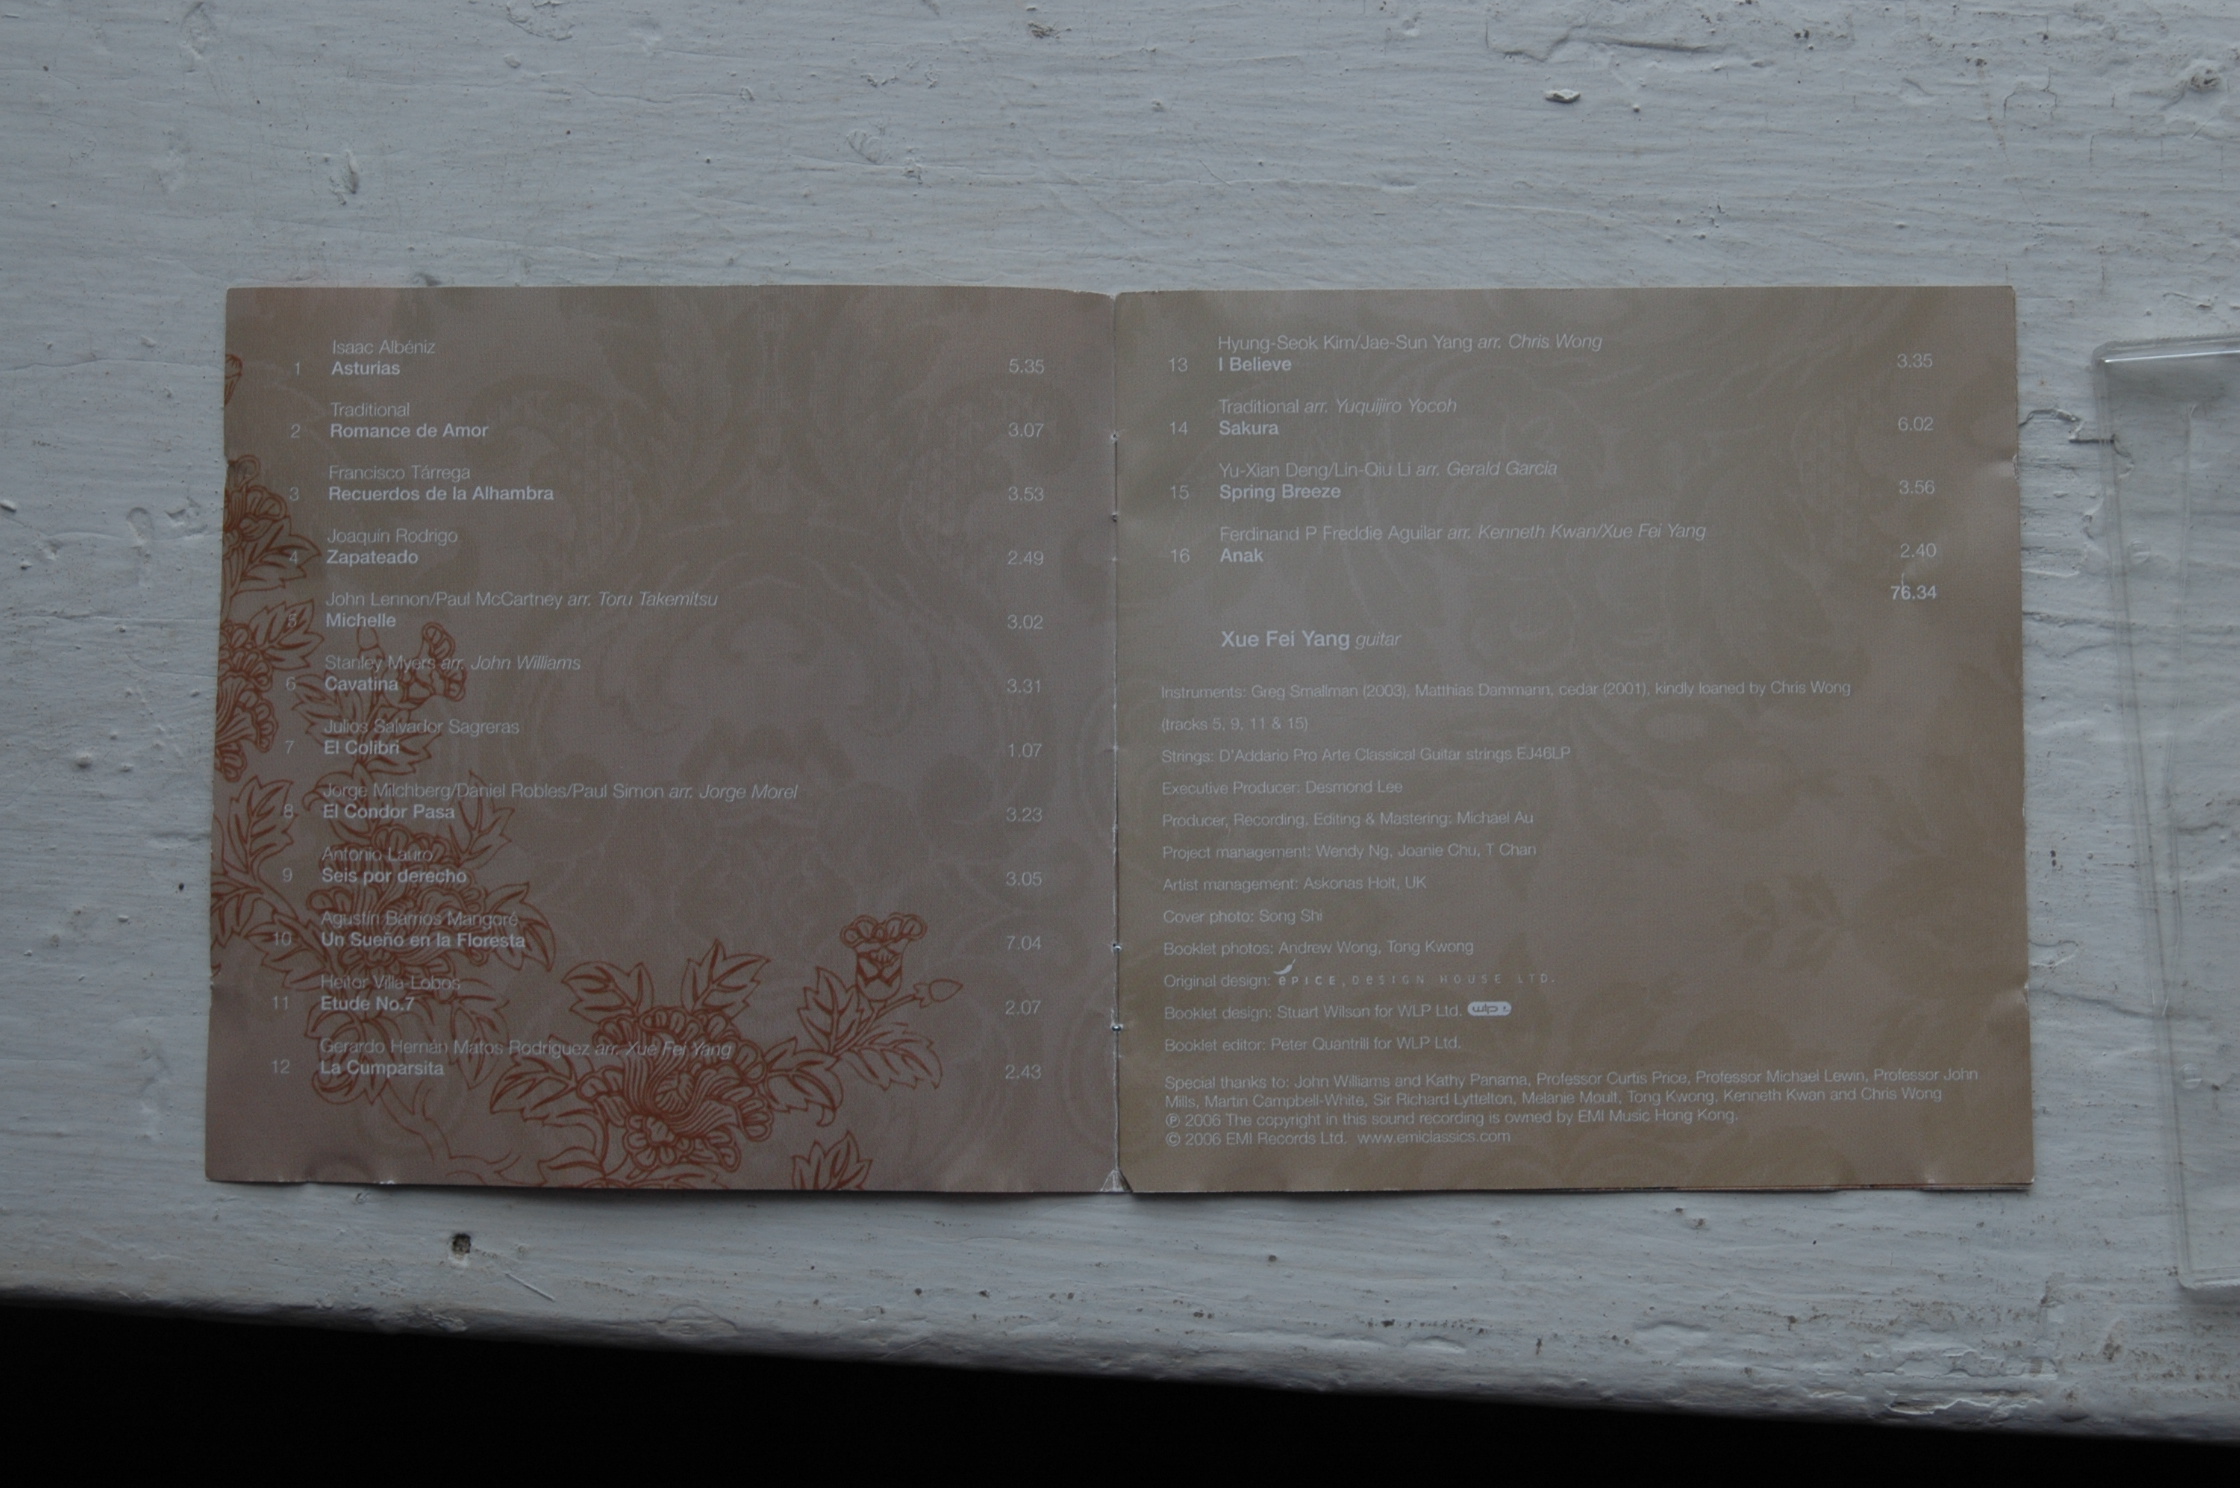 Isaac Albéniz
1 Asturias 5.35
Traditional
2 Romance de Amor 3.07
Francisco Tárrega
3 Recuerdos de la Alhambra 3.53
Joaquin Rodrigo
4 Zapateado 2.49
John Lennon/Paul McCartney arr. Toru Takemitsu
5 Michelle 3.02
Stanley Myers arr. John Williams
6 Cavatina 3.31
Julios Salvador Sagreras
7 El Colibri 1.07
Jorge Milchberg/Daniel Robles/Paul Simon arr. Jorge Morel
8 El Condor Pasa 3.23
Antonio Lauro
9 Seis por derecho 3.05
Agustín Barrios Mangoré
10 Un Sueño en la Floresta 7.04
Heitor Villa-Lobos
11 Etude No.7 2.07
Gerardo Hernán Matos Rodriguez arr. Xue Fei Yang
12 La Cumparsita 2.43
Hyung-Seok Kim/Jae-Sun Yang arr. Chris Wong
13 I Believe 3.35
Traditional arr. Yuquijiro Yocoh
14 Sakura 6.02
Yu-Xian Deng/Lin-Qiu Li arr. Gerald Garcia
15 Spring Breeze 3.56
Ferdinand P Freddie Aguilar arr. Kenneth Kwan/Xue Fei Yang
16 Anak 2.40
76.34
Xue Fei Yang guitar
Instruments: Greg Smallman (2003), Matthias Dammann, cedar (2001), kindly loaned by Chris Wong
(tracks 5, 9, 11 & 15)
Strings: D'Addario Pro Arte Classical Guitar strings EJ46LP
Executive Producer: Desmond Lee
Producer, Recording, Editing & Mastering: Michael Au
Project management: Wendy Ng, Joanie Chu, T Chan
Artist management: Askonas Holt, UK
Cover photo: Song Shi
Booklet photos: Andrew Wong, Tong Kwong
Original design: épice, design house ltd.
Booklet design: Stuart Wilson for WLP Ltd. wlp
Booklet editor: Peter Quantrill for WLP Ltd.
Special thanks to: John Williams and Kathy Panama, Professor Curtis Price, Professor Michael Lewin, Professor John
Mills, Martin Campbell-White, Sir Richard Lyttelton, Melanie Moult, Tong Kwong, Kenneth Kwan and Chris Wong
℗ 2006 The copyright in this sound recording is owned by EMI Music Hong Kong.
© 2006 EMI Records Ltd. www.emiclassics.com